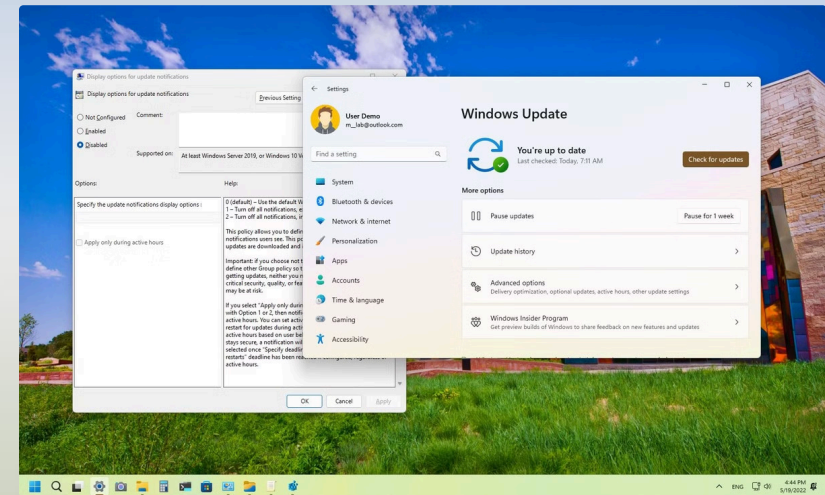 Display options for update notifications
Display options for update notifications
Previous Setting
Not Configured
Comment:
Enabled
Disabled
Supported on:
At least Windows Server 2019, or Windows 10 V
Options:
Help:
Specify the update notifications display options :
Apply only during active hours
0 (default) – Use the default W
1 – Turn off all notifications, e
2 – Turn off all notifications, in
This policy allows you to defin
notifications users see. This po
updates are downloaded and
Important: if you choose not t
define other Group policy so t
getting updates, neither you n
critical security, quality, or fea
may be at risk.
If you select "Apply only durin
with Option 1 or 2, then notifi
active hours. You can set activ
restart for updates during acti
active hours based on user beh
stays secure, a notification wil
selected once "Specify deadlin
restarts" deadline has been
active hours.
OK
Cancel
Apply
Settings
User Demo
m_lab@outlook.com
Find a setting
System
Bluetooth & devices
Network & internet
Personalization
Apps
Accounts
Time & language
Gaming
Accessibility
Windows Update
You're up to date
Last checked: Today, 7:11 AM
Check for updates
More options
Pause updates
Pause for 1 week
Update history
Advanced options
Delivery optimization, optional updates, active hours, other update settings
Windows Insider Program
Get preview builds of Windows to share feedback on new features and updates
ENG
4:44 PM
5/19/2022